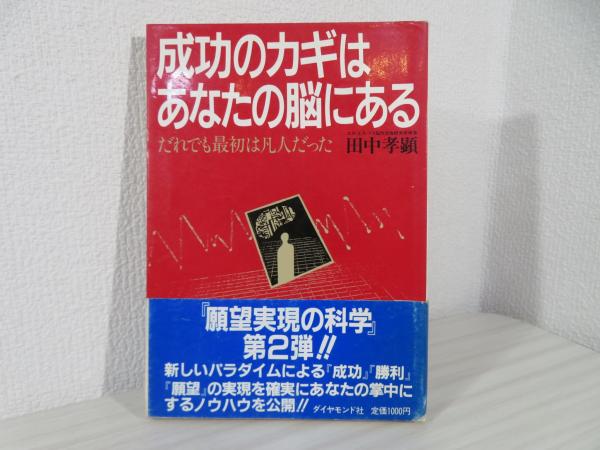 成功のカギは
あなたの脳にある
だれでも最初は凡人だった
田中孝顕
『願望実現の科学』
第2弾!!
新しいパラダイムによる『成功』『勝利』
『願望』の実現を確実にあなたの掌中に
するノウハウを公開!! ダイヤモンド社 定価1000円